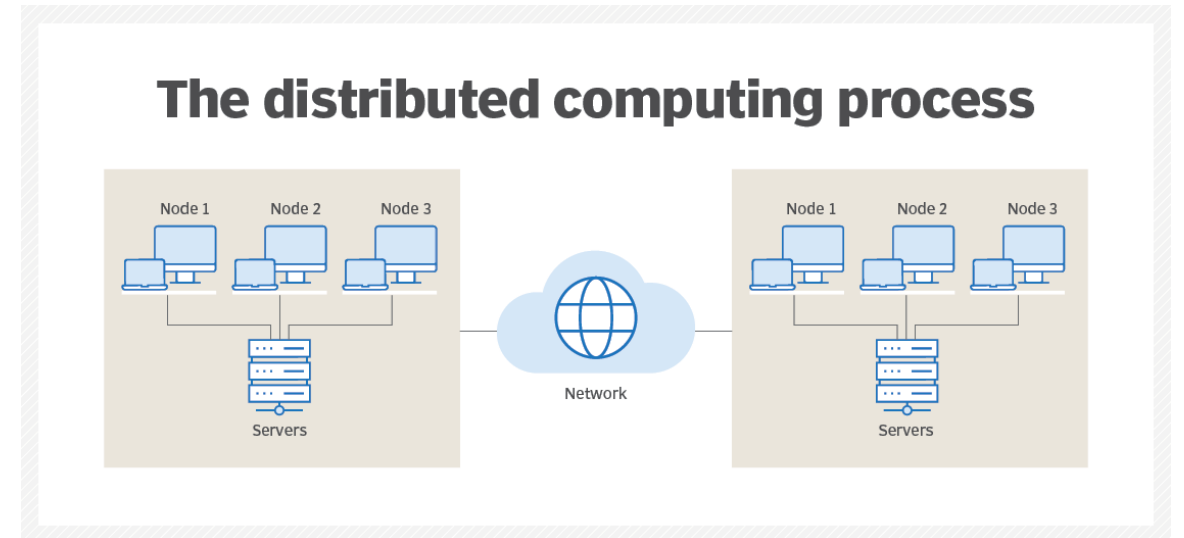 The distributed computing process
Node 1 Node 2 Node 3
Node 1 Node 2 Node 3
Network
Servers
Servers